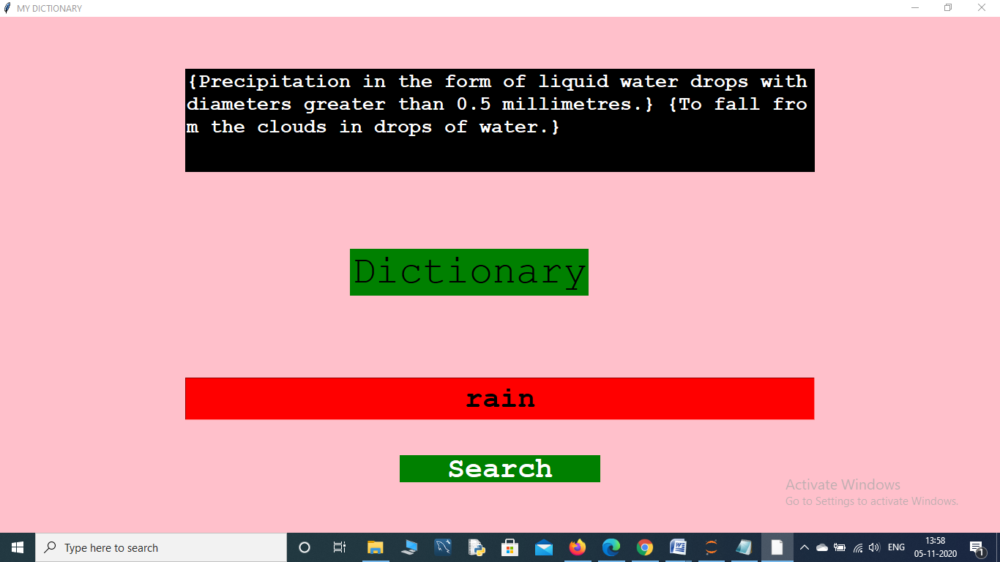 MY DICTIONARY
{Precipitation in the form of liquid water drops with
diameters greater than 0.5 millimetres.} {To fall fro
m the clouds in drops of water.}
Dictionary
rain
Search
Activate Windows
Go to Settings to activate Windows.
Type here to search
ENG
13:58
05-11-2020
1